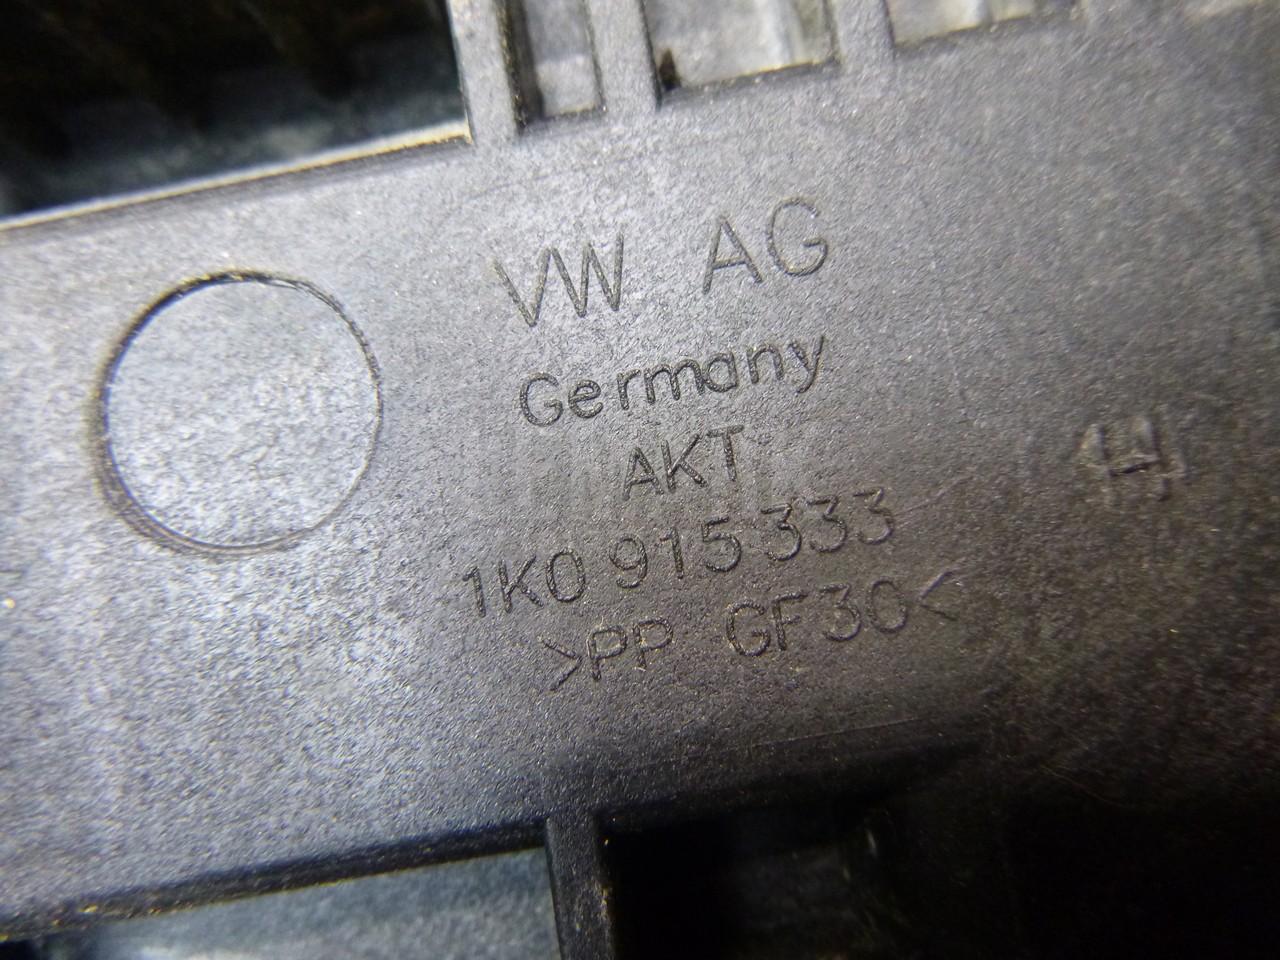 VW AG
Germany
AKT
1K0 915 333
>PP GF30<